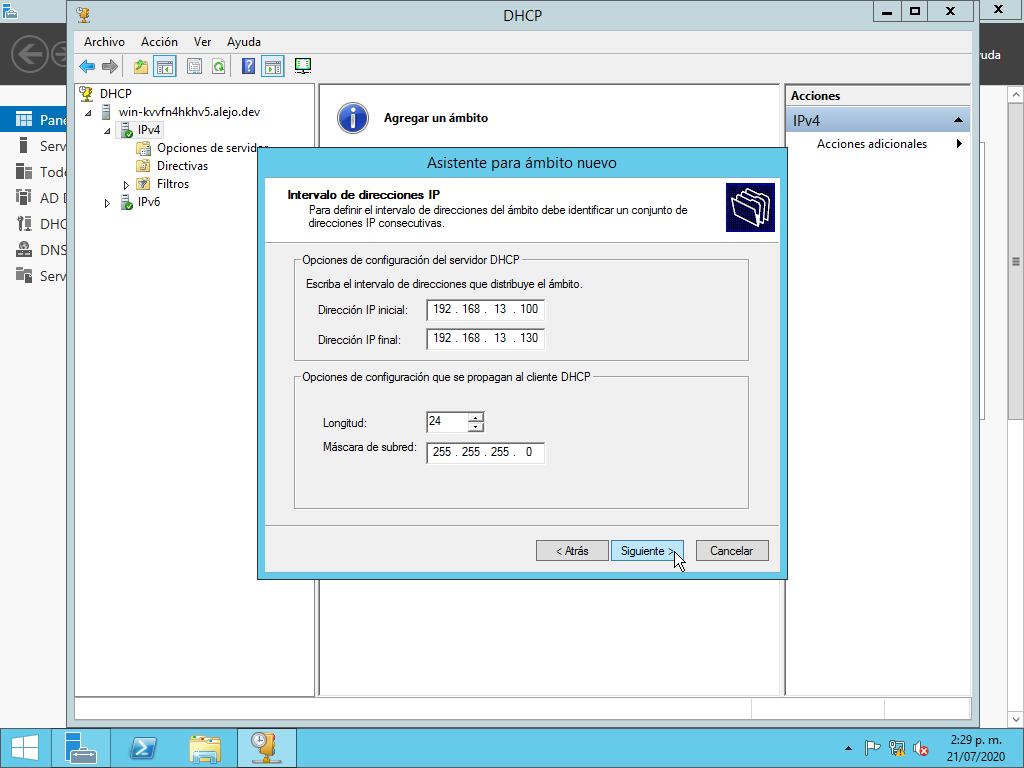 DHCP
Archivo Acción Ver Ayuda
DHCP
win-kvvfn4hkhv5.alejo.dev
IPv4
Opciones de servidor
Directivas
Filtros
IPv6
Agregar un ámbito
Acciones
IPv4
Acciones adicionales
uda
Pane
Serv
Todo
AD D
DHC
DNS
Serv
Asistente para ámbito nuevo
Intervalo de direcciones IP
Para definir el intervalo de direcciones del ámbito debe identificar un conjunto de
direcciones IP consecutivas.
Opciones de configuración del servidor DHCP
Escriba el intervalo de direcciones que distribuye el ámbito.
Dirección IP inicial: 192 . 168 . 13 . 100
Dirección IP final: 192 . 168 . 13 . 130
Opciones de configuración que se propagan al cliente DHCP
Longitud: 24
Máscara de subred: 255 . 255 . 255 . 0
< Atrás Siguiente > Cancelar
2:29 p. m.
21/07/2020